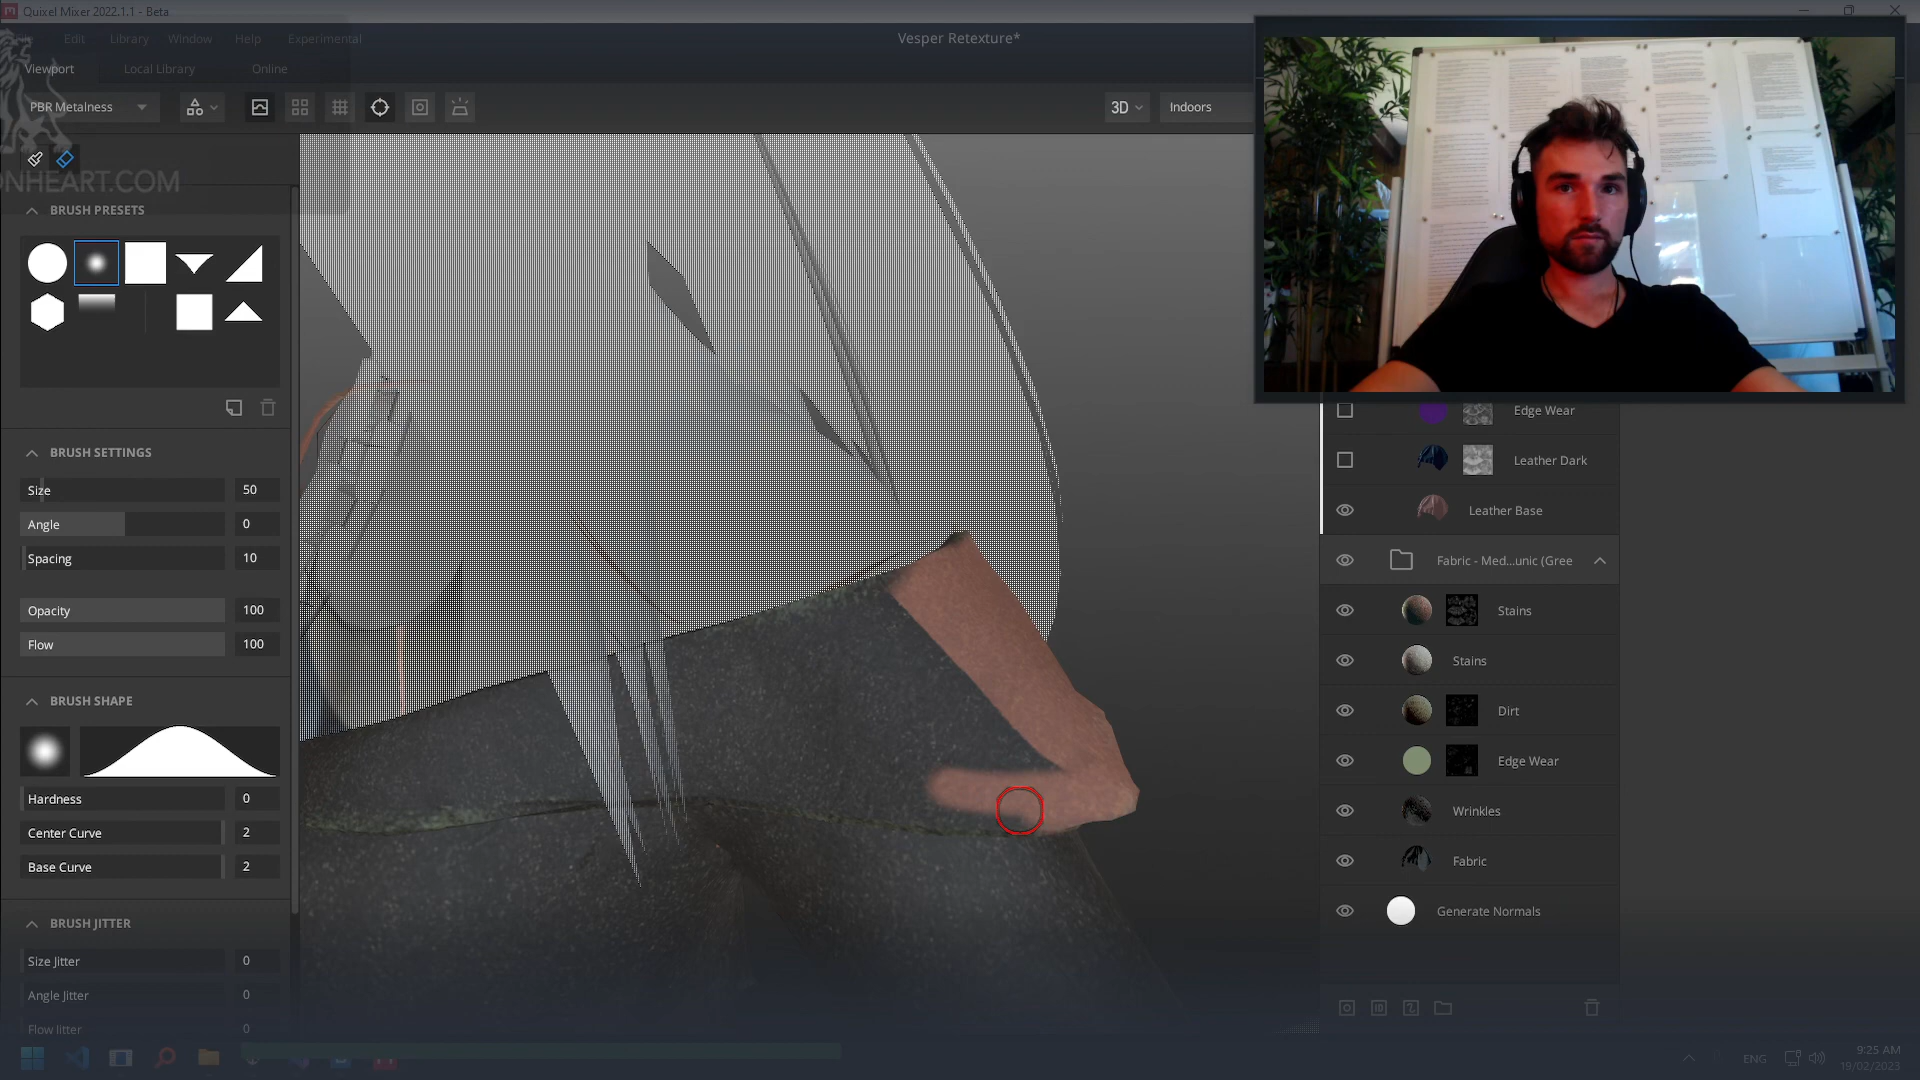 Quixel Mixer 2022.1.1 - Beta
Edit Library Window Help Experimental
Vesper Retexture*
Viewport Local Library Online
PBR Metalness
3D
Indoors
NHEART.COM
BRUSH PRESETS
BRUSH SETTINGS
Size 50
Angle 0
Spacing 10
Opacity 100
Flow 100
BRUSH SHAPE
Hardness 0
Center Curve 2
Base Curve 2
BRUSH JITTER
Size Jitter 0
Angle Jitter 0
Flow Jitter 0
Edge Wear
Leather Dark
Leather Base
Fabric - Med...unic (Gree
Stains
Stains
Dirt
Edge Wear
Wrinkles
Fabric
Generate Normals
ENG
9:25 AM
19/02/2023